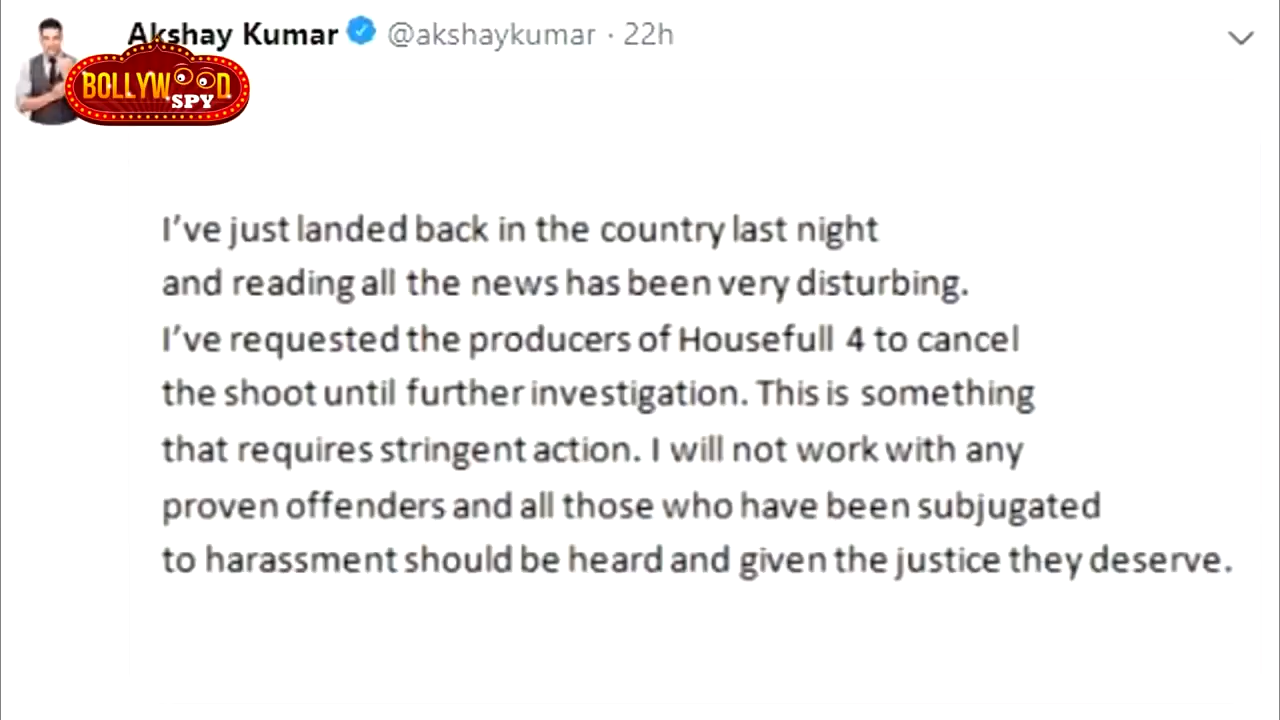 Akshay Kumar @akshaykumar · 22h
BOLLYWOOD
SPY
I've just landed back in the country last night
and reading all the news has been very disturbing.
I've requested the producers of Housefull 4 to cancel
the shoot until further investigation. This is something
that requires stringent action. I will not work with any
proven offenders and all those who have been subjugated
to harassment should be heard and given the justice they deserve.